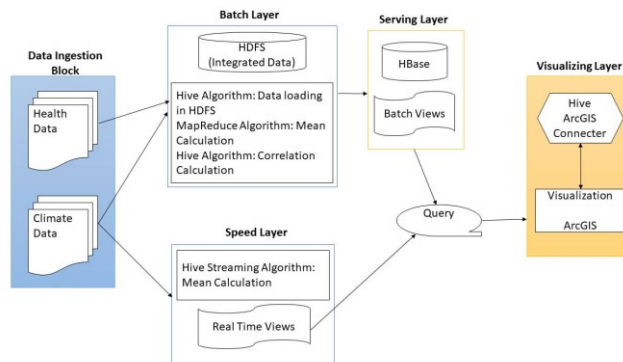 Data Ingestion
Block
Health
Data
Climate
Data
Batch Layer
HDFS
(Integrated Data)
Hive Algorithm: Data loading
in HDFS
MapReduce Algorithm: Mean
Calculation
Hive Algorithm: Correlation
Calculation
Speed Layer
Hive Streaming Algorithm:
Mean Calculation
Real Time Views
Serving Layer
HBase
Batch Views
Query
Visualizing Layer
Hive
ArcGIS
Connecter
Visualization
ArcGIS